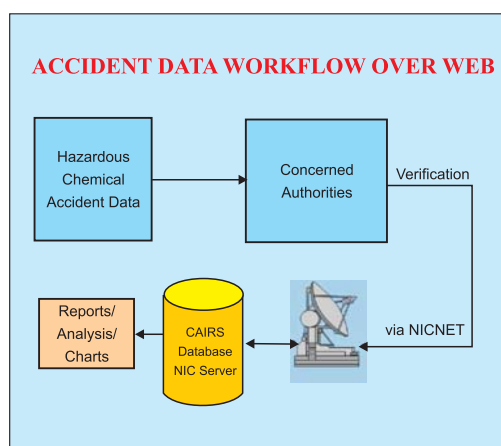 ACCIDENT DATA WORKFLOW OVER WEB
Hazardous
Chemical
Accident Data
Concerned
Authorities
Verification
via NICNET
CAIRS
Database
NIC Server
Reports/
Analysis/
Charts